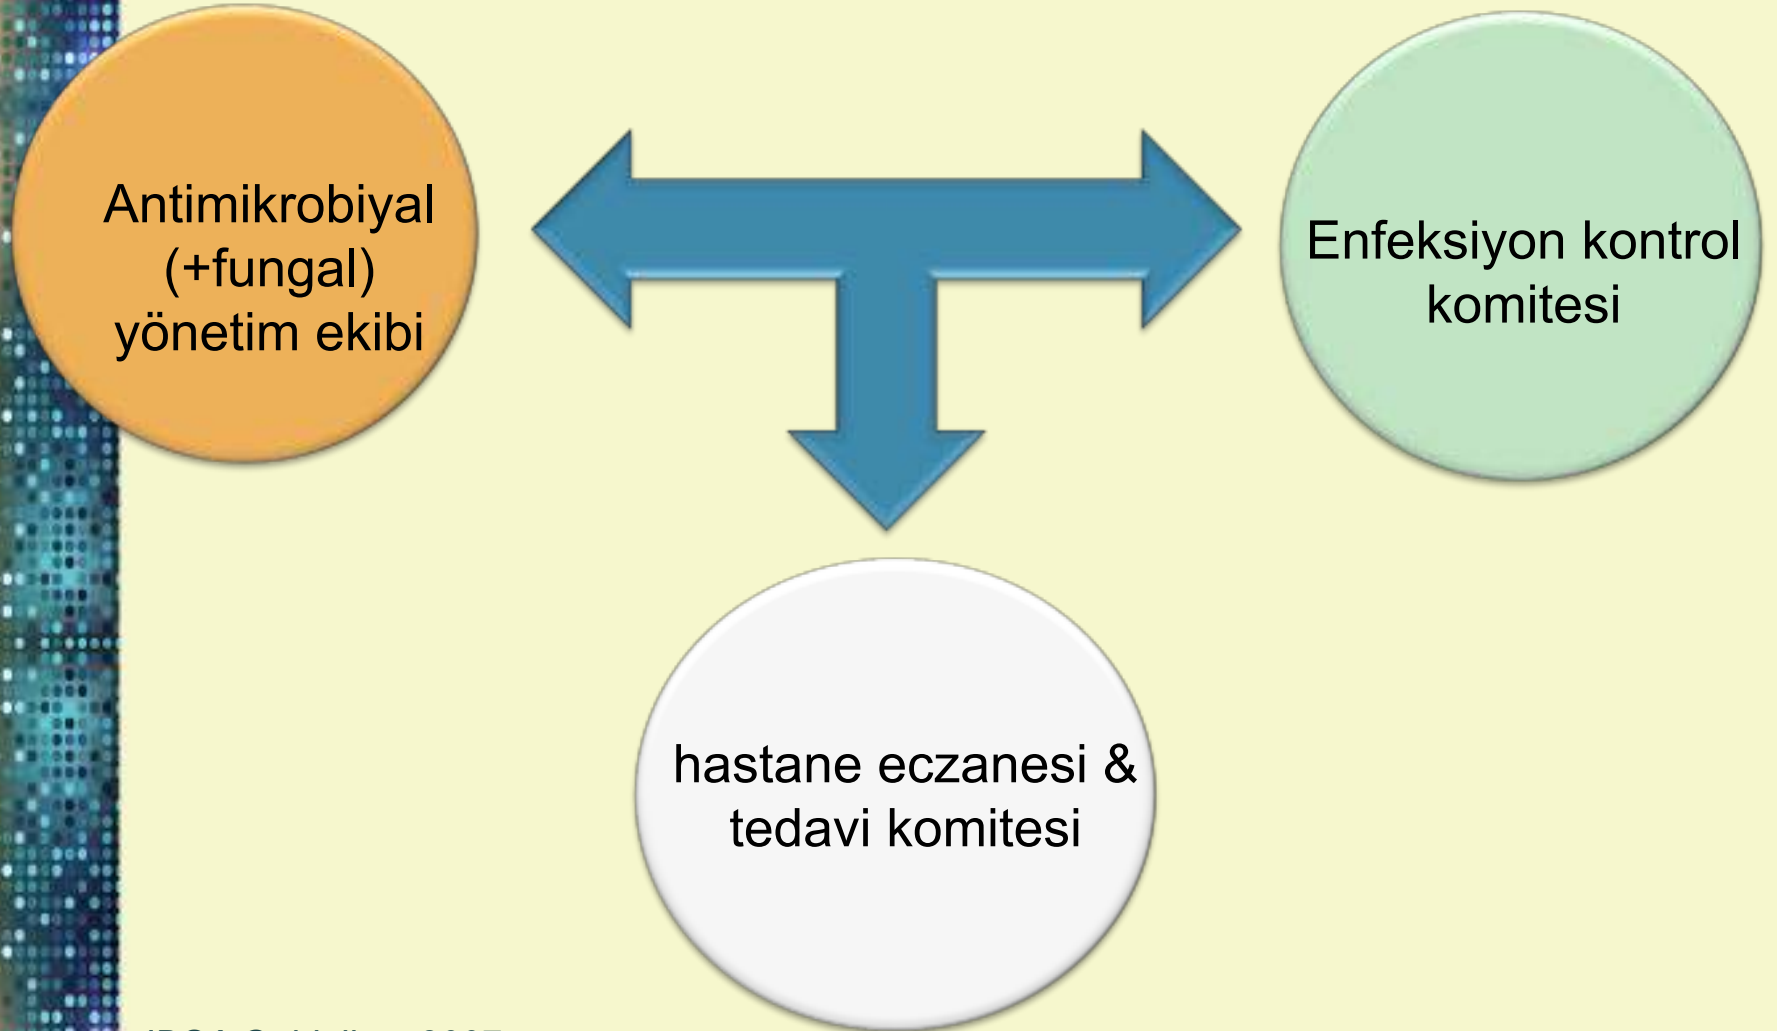 Antimikrobiyal
(+fungal)
yönetim ekibi
Enfeksiyon kontrol
komitesi
hastane eczanesi &
tedavi komitesi